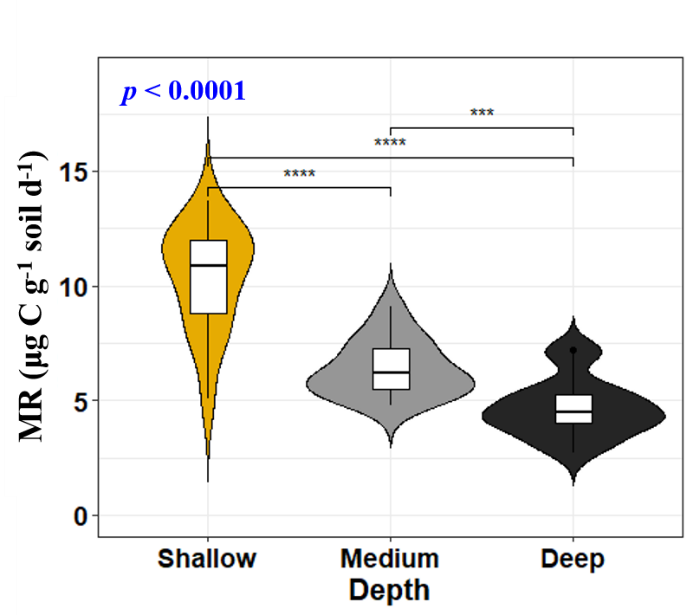 p < 0.0001
***
****
****
MR (µg C g⁻¹ soil d⁻¹)
15
10
5
0
Shallow Medium Deep
Depth